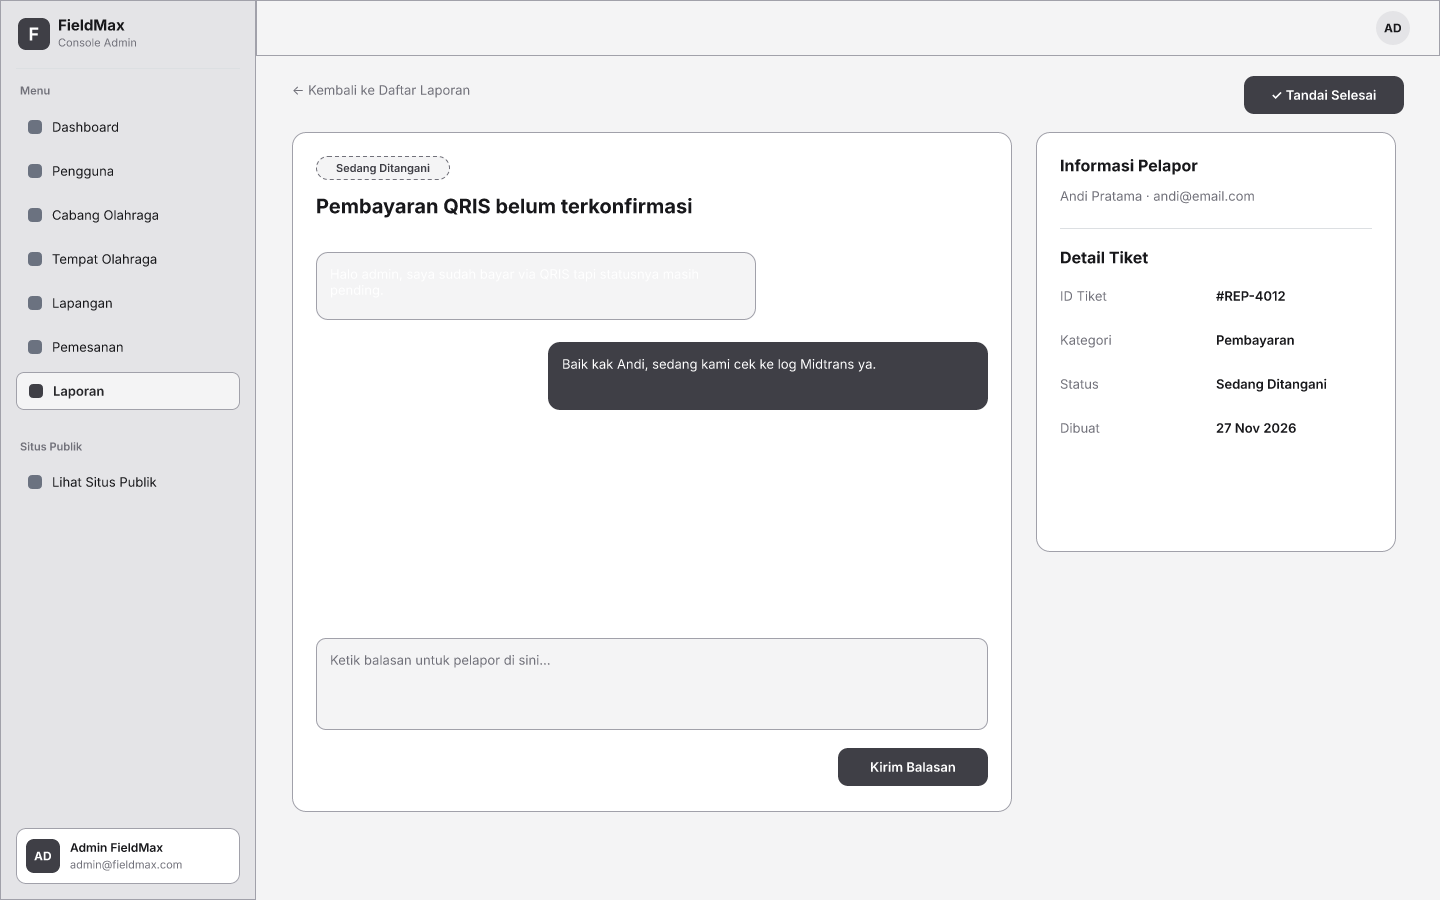 F
FieldMax
Console Admin
Menu
Dashboard
Pengguna
Cabang Olahraga
Tempat Olahraga
Lapangan
Pemesanan
Laporan
Situs Publik
Lihat Situs Publik
AD
Admin FieldMax
admin@fieldmax.com
AD
← Kembali ke Daftar Laporan
✓ Tandai Selesai
Sedang Ditangani
Pembayaran QRIS belum terkonfirmasi
Halo admin, saya sudah bayar via QRIS tapi statusnya masih
pending.
Baik kak Andi, sedang kami cek ke log Midtrans ya.
Ketik balasan untuk pelapor di sini...
Kirim Balasan
Informasi Pelapor
Andi Pratama · andi@email.com
Detail Tiket
ID Tiket #REP-4012
Kategori Pembayaran
Status Sedang Ditangani
Dibuat 27 Nov 2026